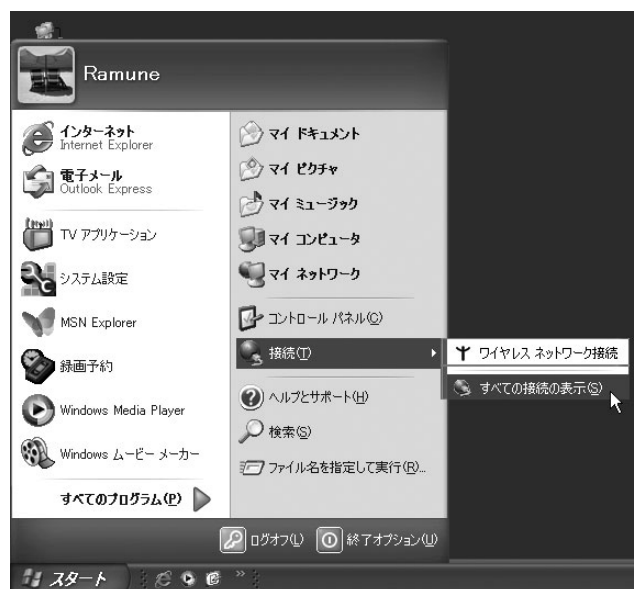 Ramune
インターネット
Internet Explorer
電子メール
Outlook Express
TV アプリケーション
システム設定
MSN Explorer
録画予約
Windows Media Player
Windows ムービー メーカー
すべてのプログラム(P)
マイ ドキュメント
マイ ピクチャ
マイ ミュージック
マイ コンピュータ
マイ ネットワーク
コントロール パネル(C)
接続(T)
ヘルプとサポート(H)
検索(S)
ファイル名を指定して実行(R)...
ワイヤレス ネットワーク接続
すべての接続の表示(S)
ログオフ(L)
終了オプション(U)
スタート